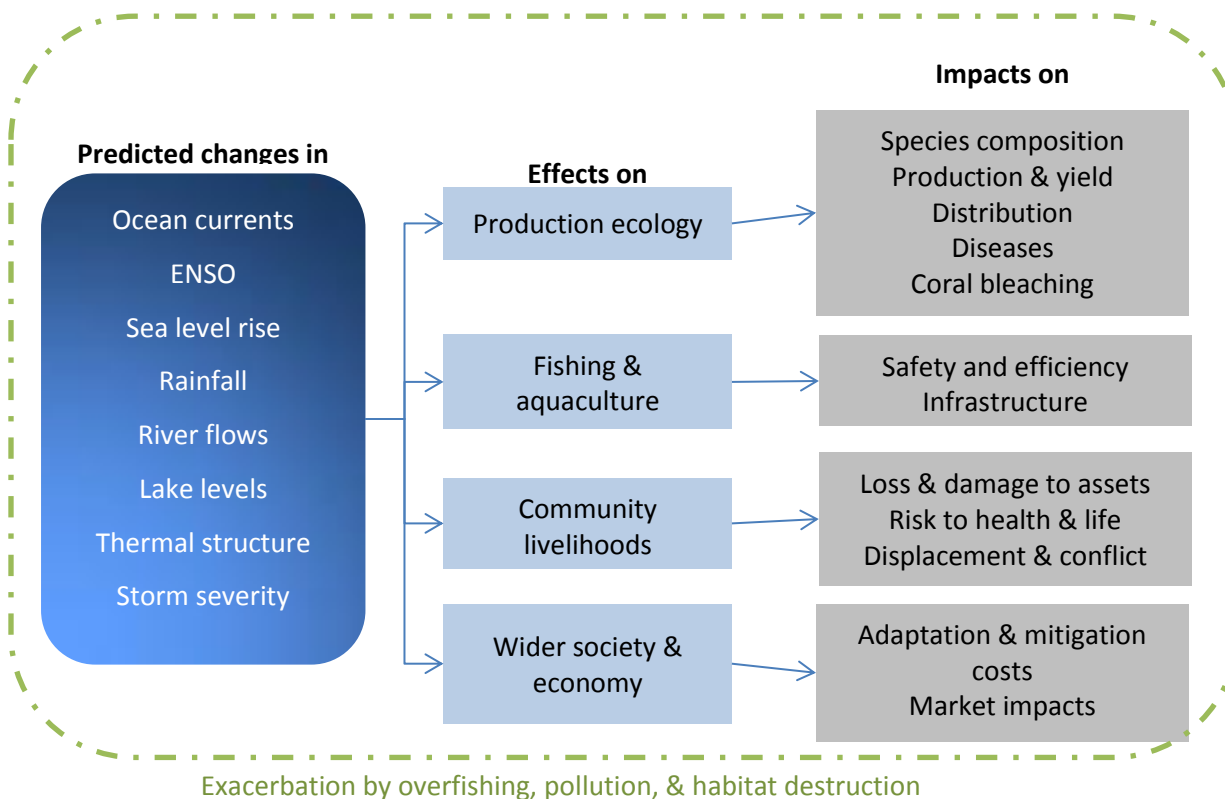 Predicted changes in
Ocean currents
ENSO
Sea level rise
Rainfall
River flows
Lake levels
Thermal structure
Storm severity
Effects on
Production ecology
Fishing &
aquaculture
Community
livelihoods
Wider society &
economy
Impacts on
Species composition
Production & yield
Distribution
Diseases
Coral bleaching
Safety and efficiency
Infrastructure
Loss & damage to assets
Risk to health & life
Displacement & conflict
Adaptation & mitigation
costs
Market impacts
Exacerbation by overfishing, pollution, & habitat destruction